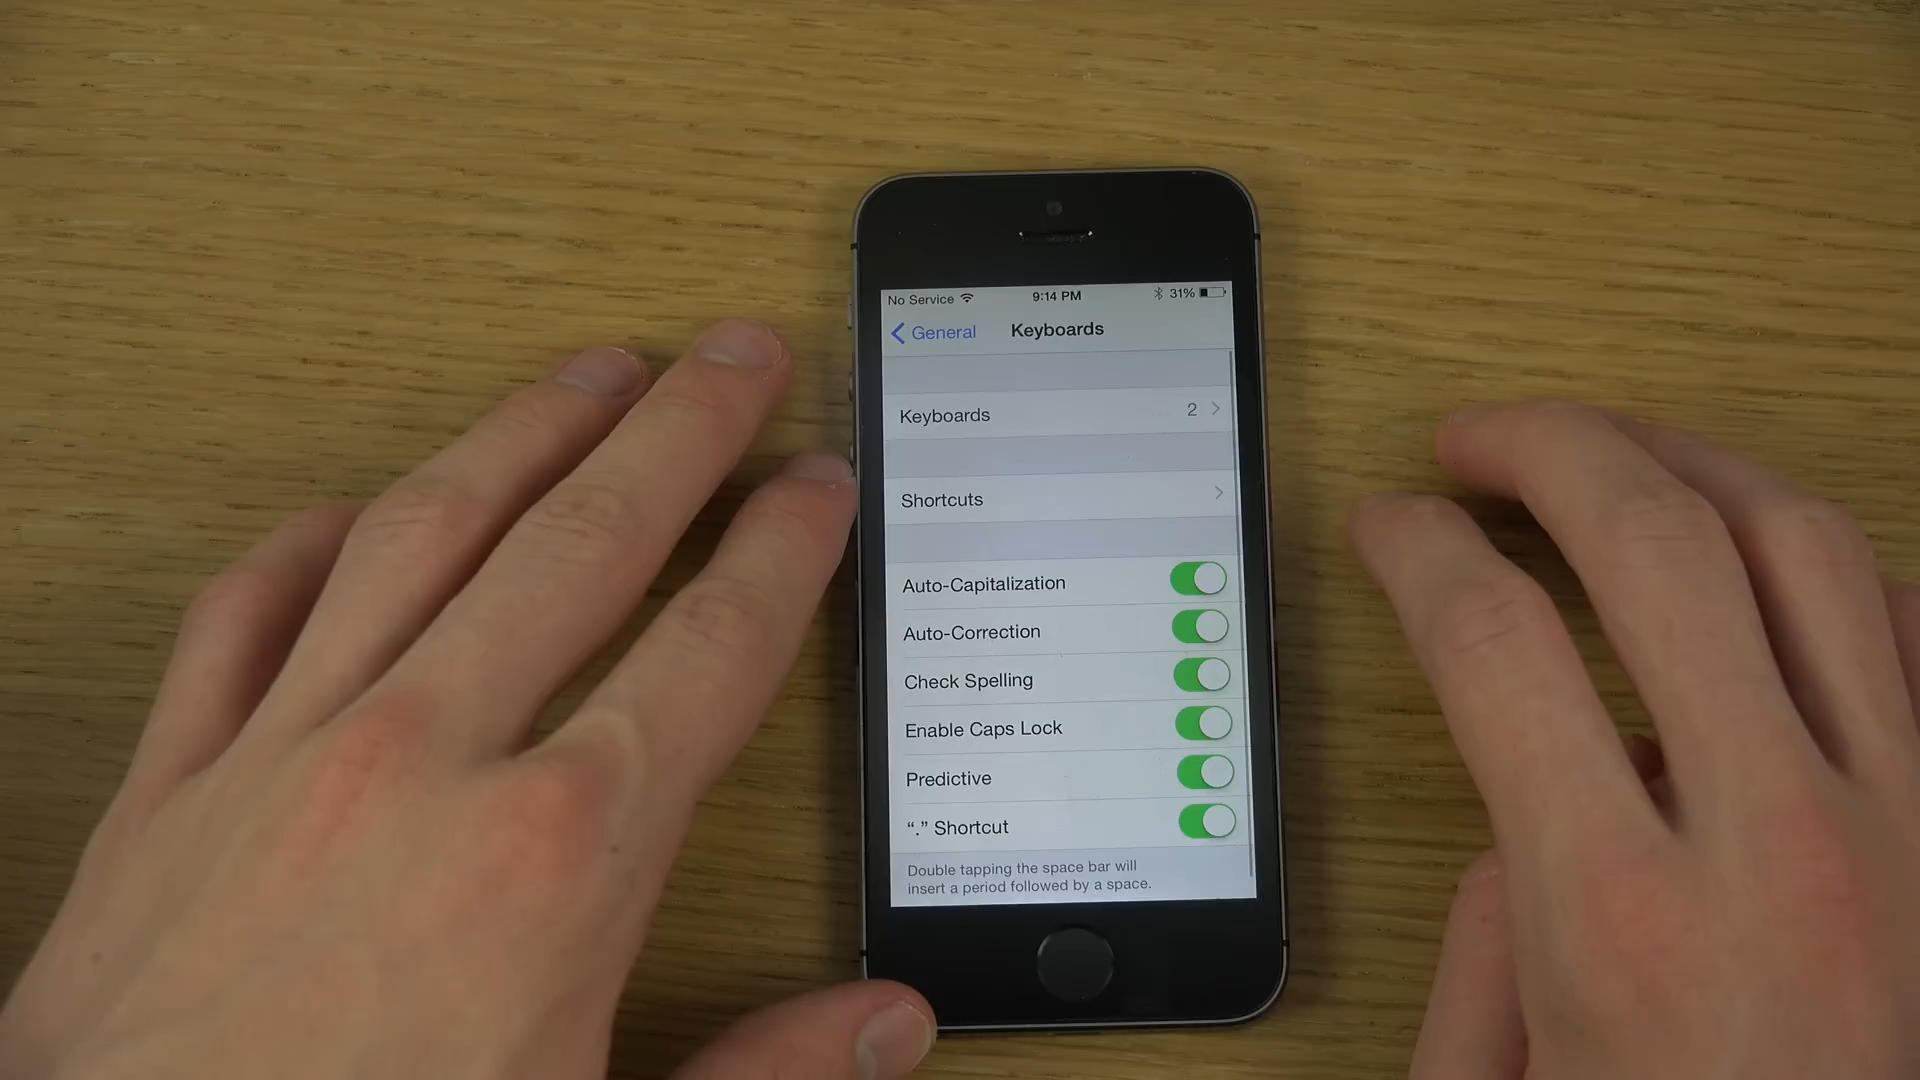 No Service 9:14 PM 31%
General Keyboards
Keyboards 2
Shortcuts
Auto-Capitalization
Auto-Correction
Check Spelling
Enable Caps Lock
Predictive
“.” Shortcut
Double tapping the space bar will
insert a period followed by a space.